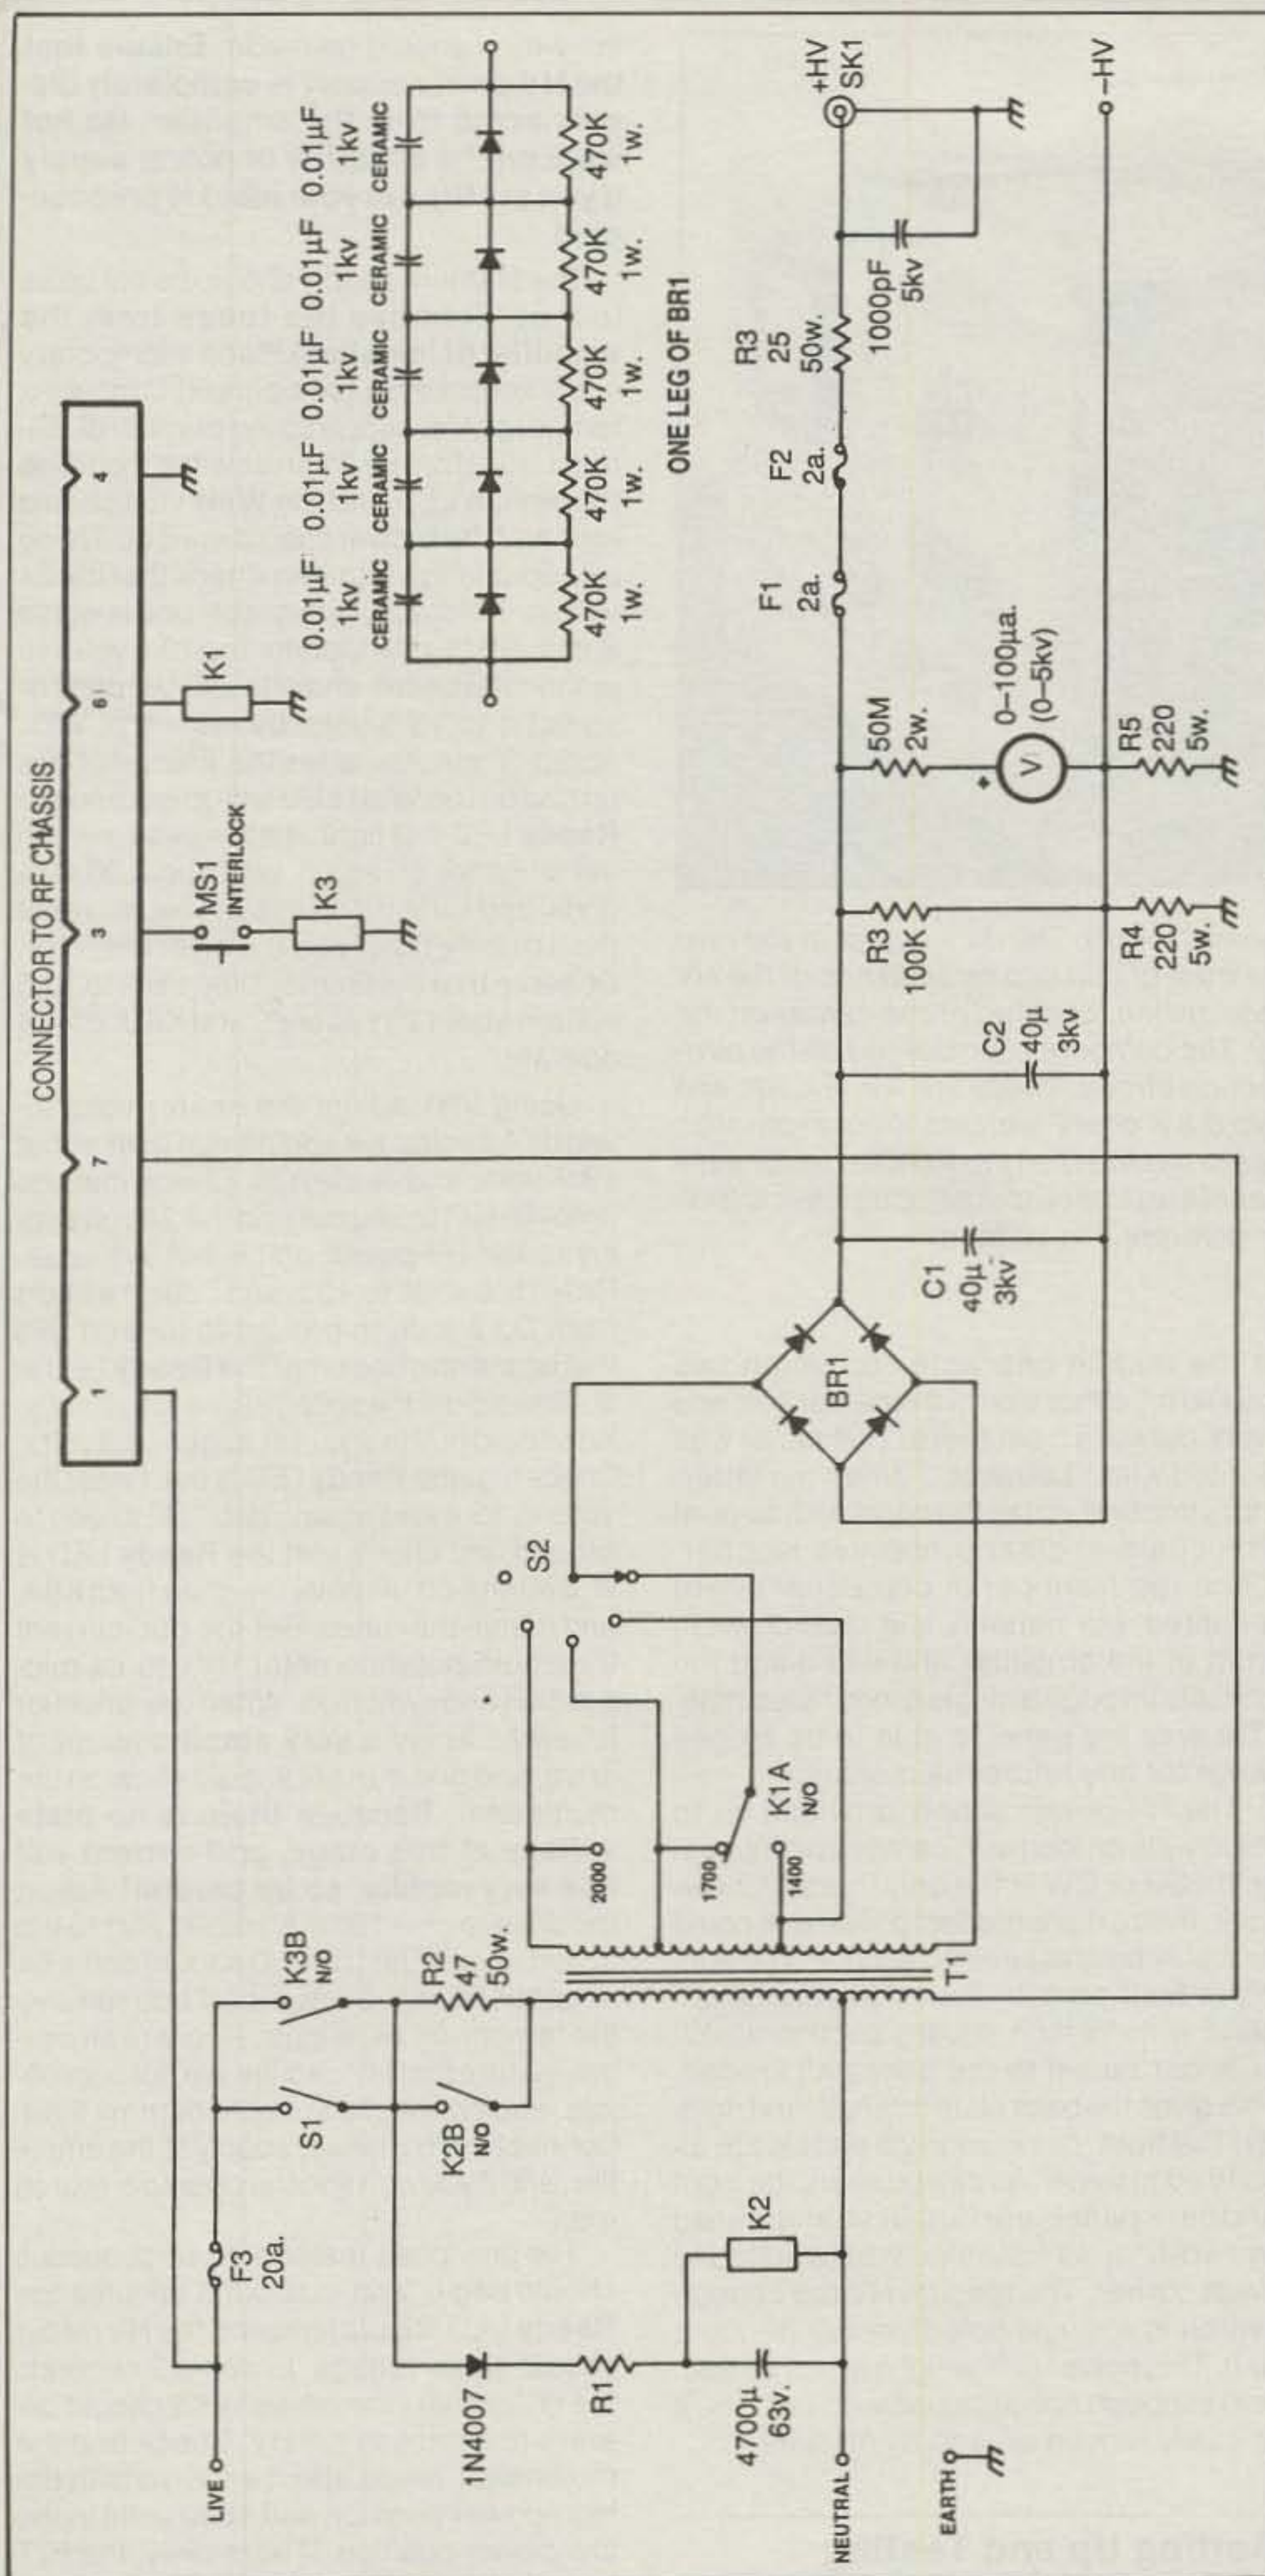 CONNECTOR TO RF CHASSIS
1
7
3
6
4
MS1
INTERLOCK
K3
K1
0.01µF
1kv
CERAMIC
0.01µF
1kv
CERAMIC
0.01µF
1kv
CERAMIC
0.01µF
1kv
CERAMIC
0.01µF
1kv
CERAMIC
470K
1w.
470K
1w.
470K
1w.
470K
1w.
470K
1w.
ONE LEG OF BR1
LIVE
F3
20a.
S1
K3B
N/O
K2B
N/O
R2
47
50w.
1N4007
R1
4700µ
63v.
K2
NEUTRAL
EARTH
T1
2000
1700
1400
K1A
N/O
S2
BR1
C1
40µ
3kv
C2
40µ
3kv
R3
100K
R4
220
5w.
50M
2w.
+
V
0–100µa.
(0–5kv)
R5
220
5w.
F1
2a.
F2
2a.
R3
25
50w.
1000pF
5kv
+HV
SK1
–HV